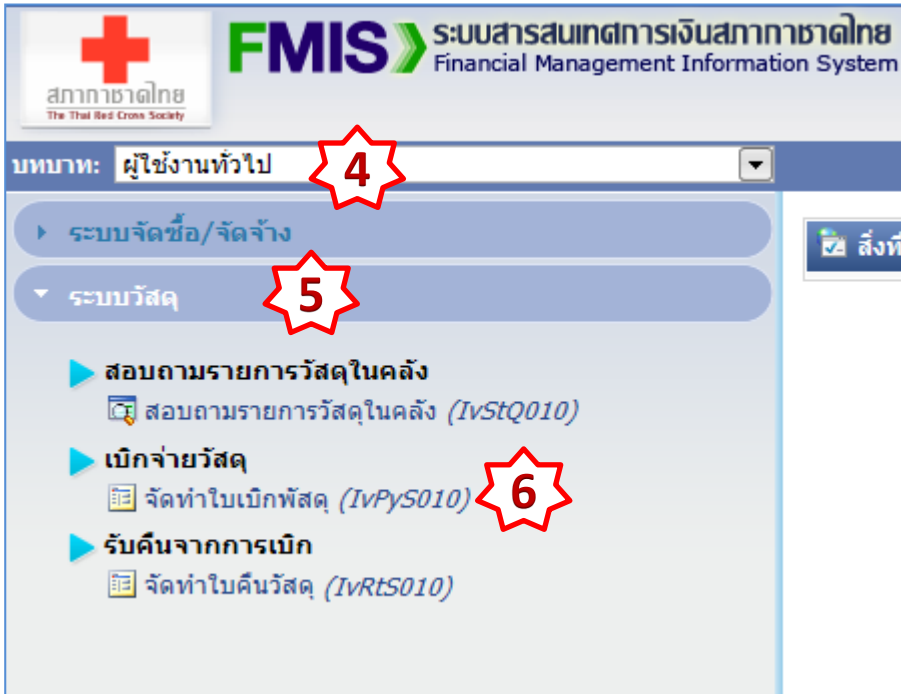 สภากาชาดไทย
The Thai Red Cross Society
FMIS
ระบบสารสนเทศการเงินสภากาชาดไทย
Financial Management Information System
บทบาท: ผู้ใช้งานทั่วไป 4
ระบบจัดซื้อ/จัดจ้าง
ระบบวัสดุ 5
สอบถามรายการวัสดุในคลัง
สอบถามรายการวัสดุในคลัง (IvStQ010)
เบิกจ่ายวัสดุ
จัดทำใบเบิกพัสดุ (IvPyS010) 6
รับคืนจากการเบิก
จัดทำใบคืนวัสดุ (IvRtS010)